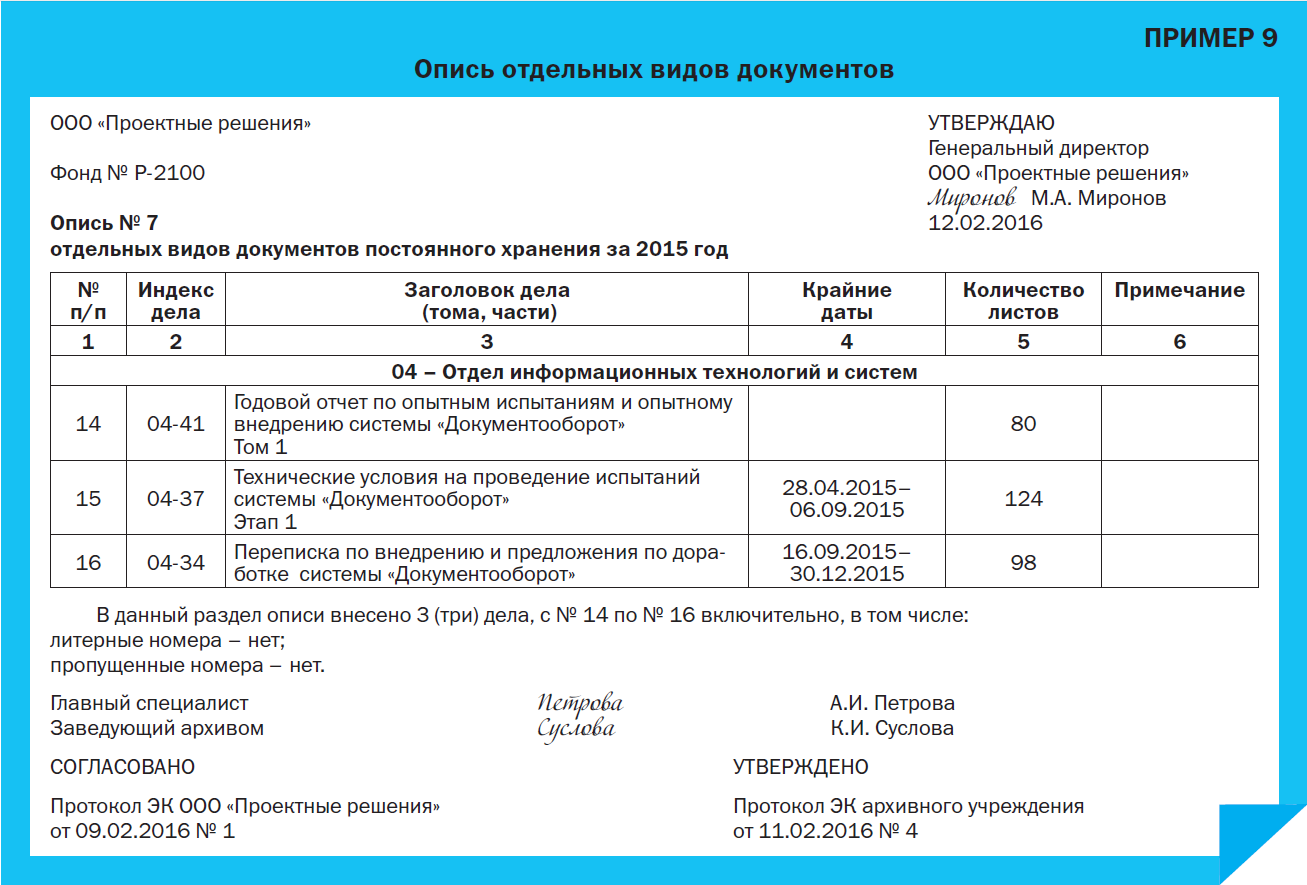 ПРИМЕР 9
Опись отдельных видов документов
ООО «Проектные решения»
Фонд № Р-2100
Опись № 7
отдельных видов документов постоянного хранения за 2015 год
УТВЕРЖДАЮ
Генеральный директор
ООО «Проектные решения»
Миронов М.А. Миронов
12.02.2016
№ п/п
Индекс дела
Заголовок дела (тома, части)
Крайние даты
Количество листов
Примечание
1 2 3 4 5 6
04 – Отдел информационных технологий и систем
14
04-41
Годовой отчет по опытным испытаниям и опытному
внедрению системы «Документооборот»
Том 1
80
15
04-37
Технические условия на проведение испытаний
системы «Документооборот»
Этап 1
28.04.2015–
06.09.2015
124
16
04-34
Переписка по внедрению и предложения по дора-
ботке системы «Документооборот»
16.09.2015–
30.12.2015
98
В данный раздел описи внесено 3 (три) дела, с № 14 по № 16 включительно, в том числе:
литерные номера – нет;
пропущенные номера – нет.
Главный специалист Петрова А.И. Петрова
Заведующий архивом Суслова К.И. Суслова
СОГЛАСОВАНО
Протокол ЭК ООО «Проектные решения»
от 09.02.2016 № 1
УТВЕРЖДЕНО
Протокол ЭК архивного учреждения
от 11.02.2016 № 4